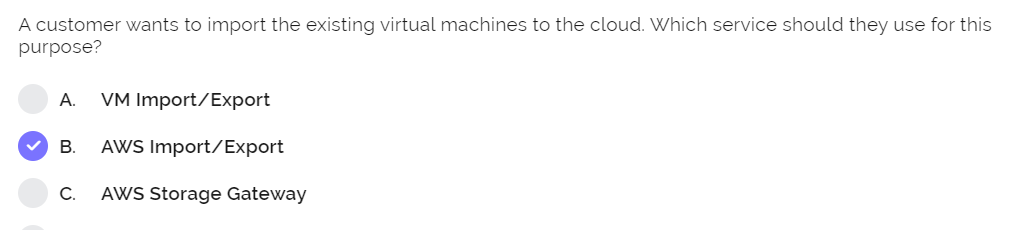 A customer wants to import the existing virtual machines to the cloud. Which service should they use for this
purpose?
A. VM Import/Export
B. AWS Import/Export
C. AWS Storage Gateway